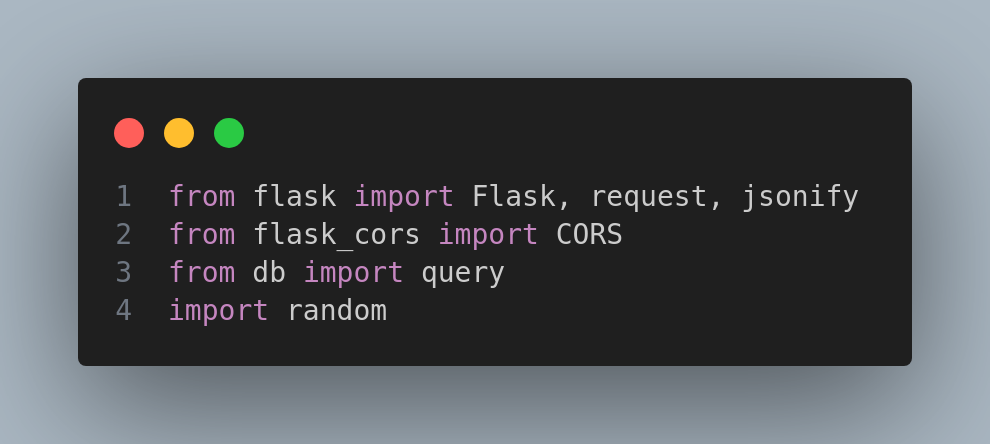 1 from flask import Flask, request, jsonify
2 from flask_cors import CORS
3 from db import query
4 import random